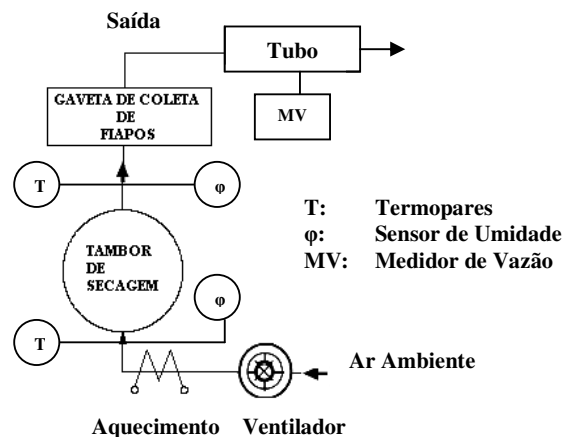 Saída
Tubo
GAVETA DE COLETA
DE
FIAPOS
MV
T
φ
T: Termopares
φ: Sensor de Umidade
MV: Medidor de Vazão
TAMBOR
DE
SECAGEM
φ
T
Ar Ambiente
Aquecimento Ventilador